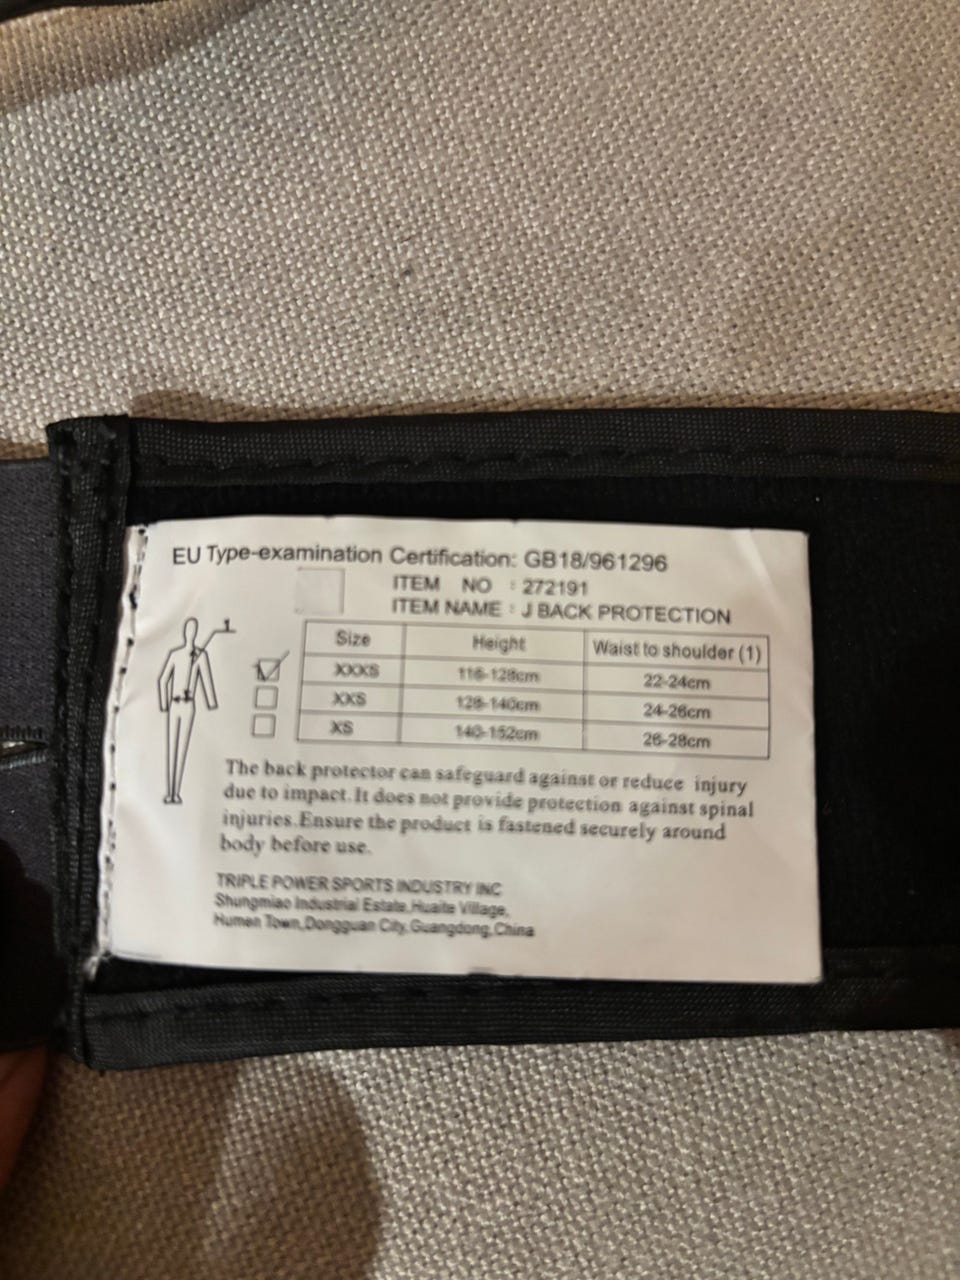 EU Type-examination Certification: GB18/961296
ITEM NO : 272191
ITEM NAME : J BACK PROTECTION
1
Size Height Waist to shoulder (1)
XXXS 116-128cm 22-24cm
XXS 128-140cm 24-26cm
XS 140-152cm 26-28cm
The back protector can safeguard against or reduce injury
due to impact.It does not provide protection against spinal
injuries.Ensure the product is fastened securely around
body before use.
TRIPLE POWER SPORTS INDUSTRY INC
Shungmiao Industrial Estate,Huaite Village,
Humen Town,Dongguan City,Guangdong,China